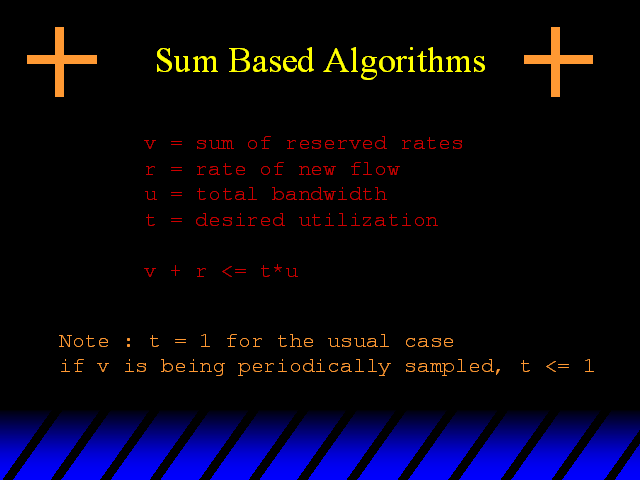 Sum Based Algorithms
v = sum of reserved rates
r = rate of new flow
u = total bandwidth
t = desired utilization
v + r <= t*u
Note : t = 1 for the usual case
if v is being periodically sampled, t <= 1